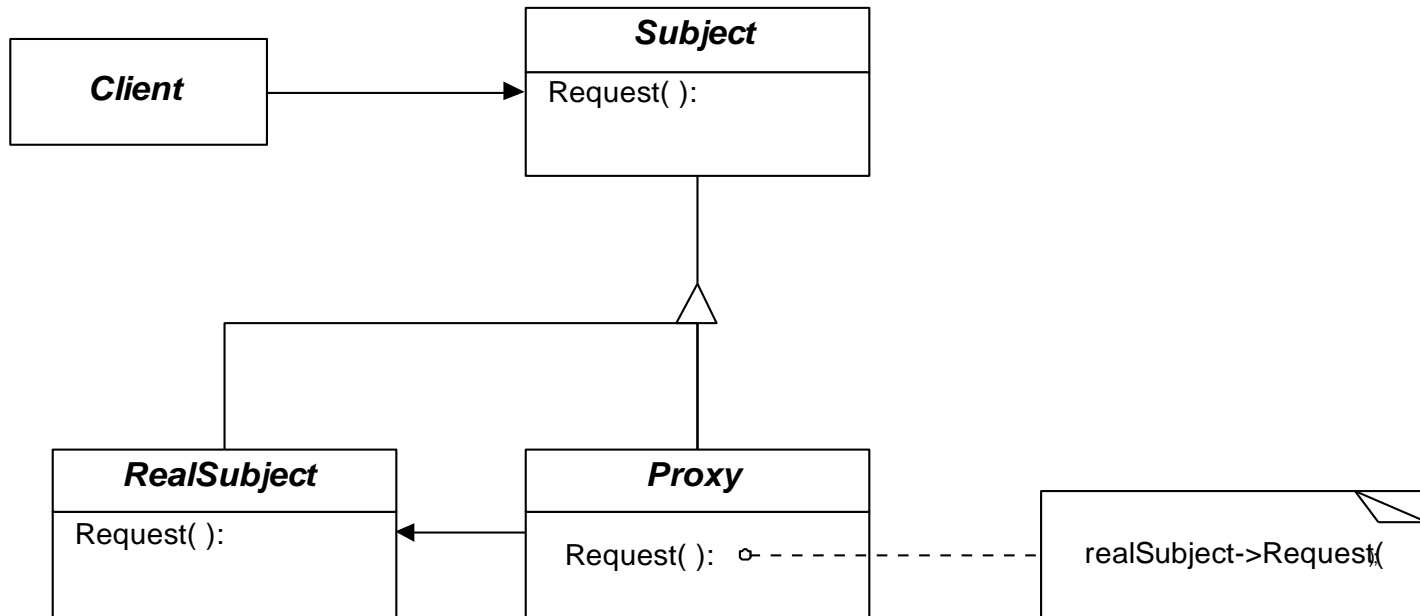 Subject
Client
Request( ):
RealSubject
Proxy
Request( ):
Request( ):
realSubject->Request(